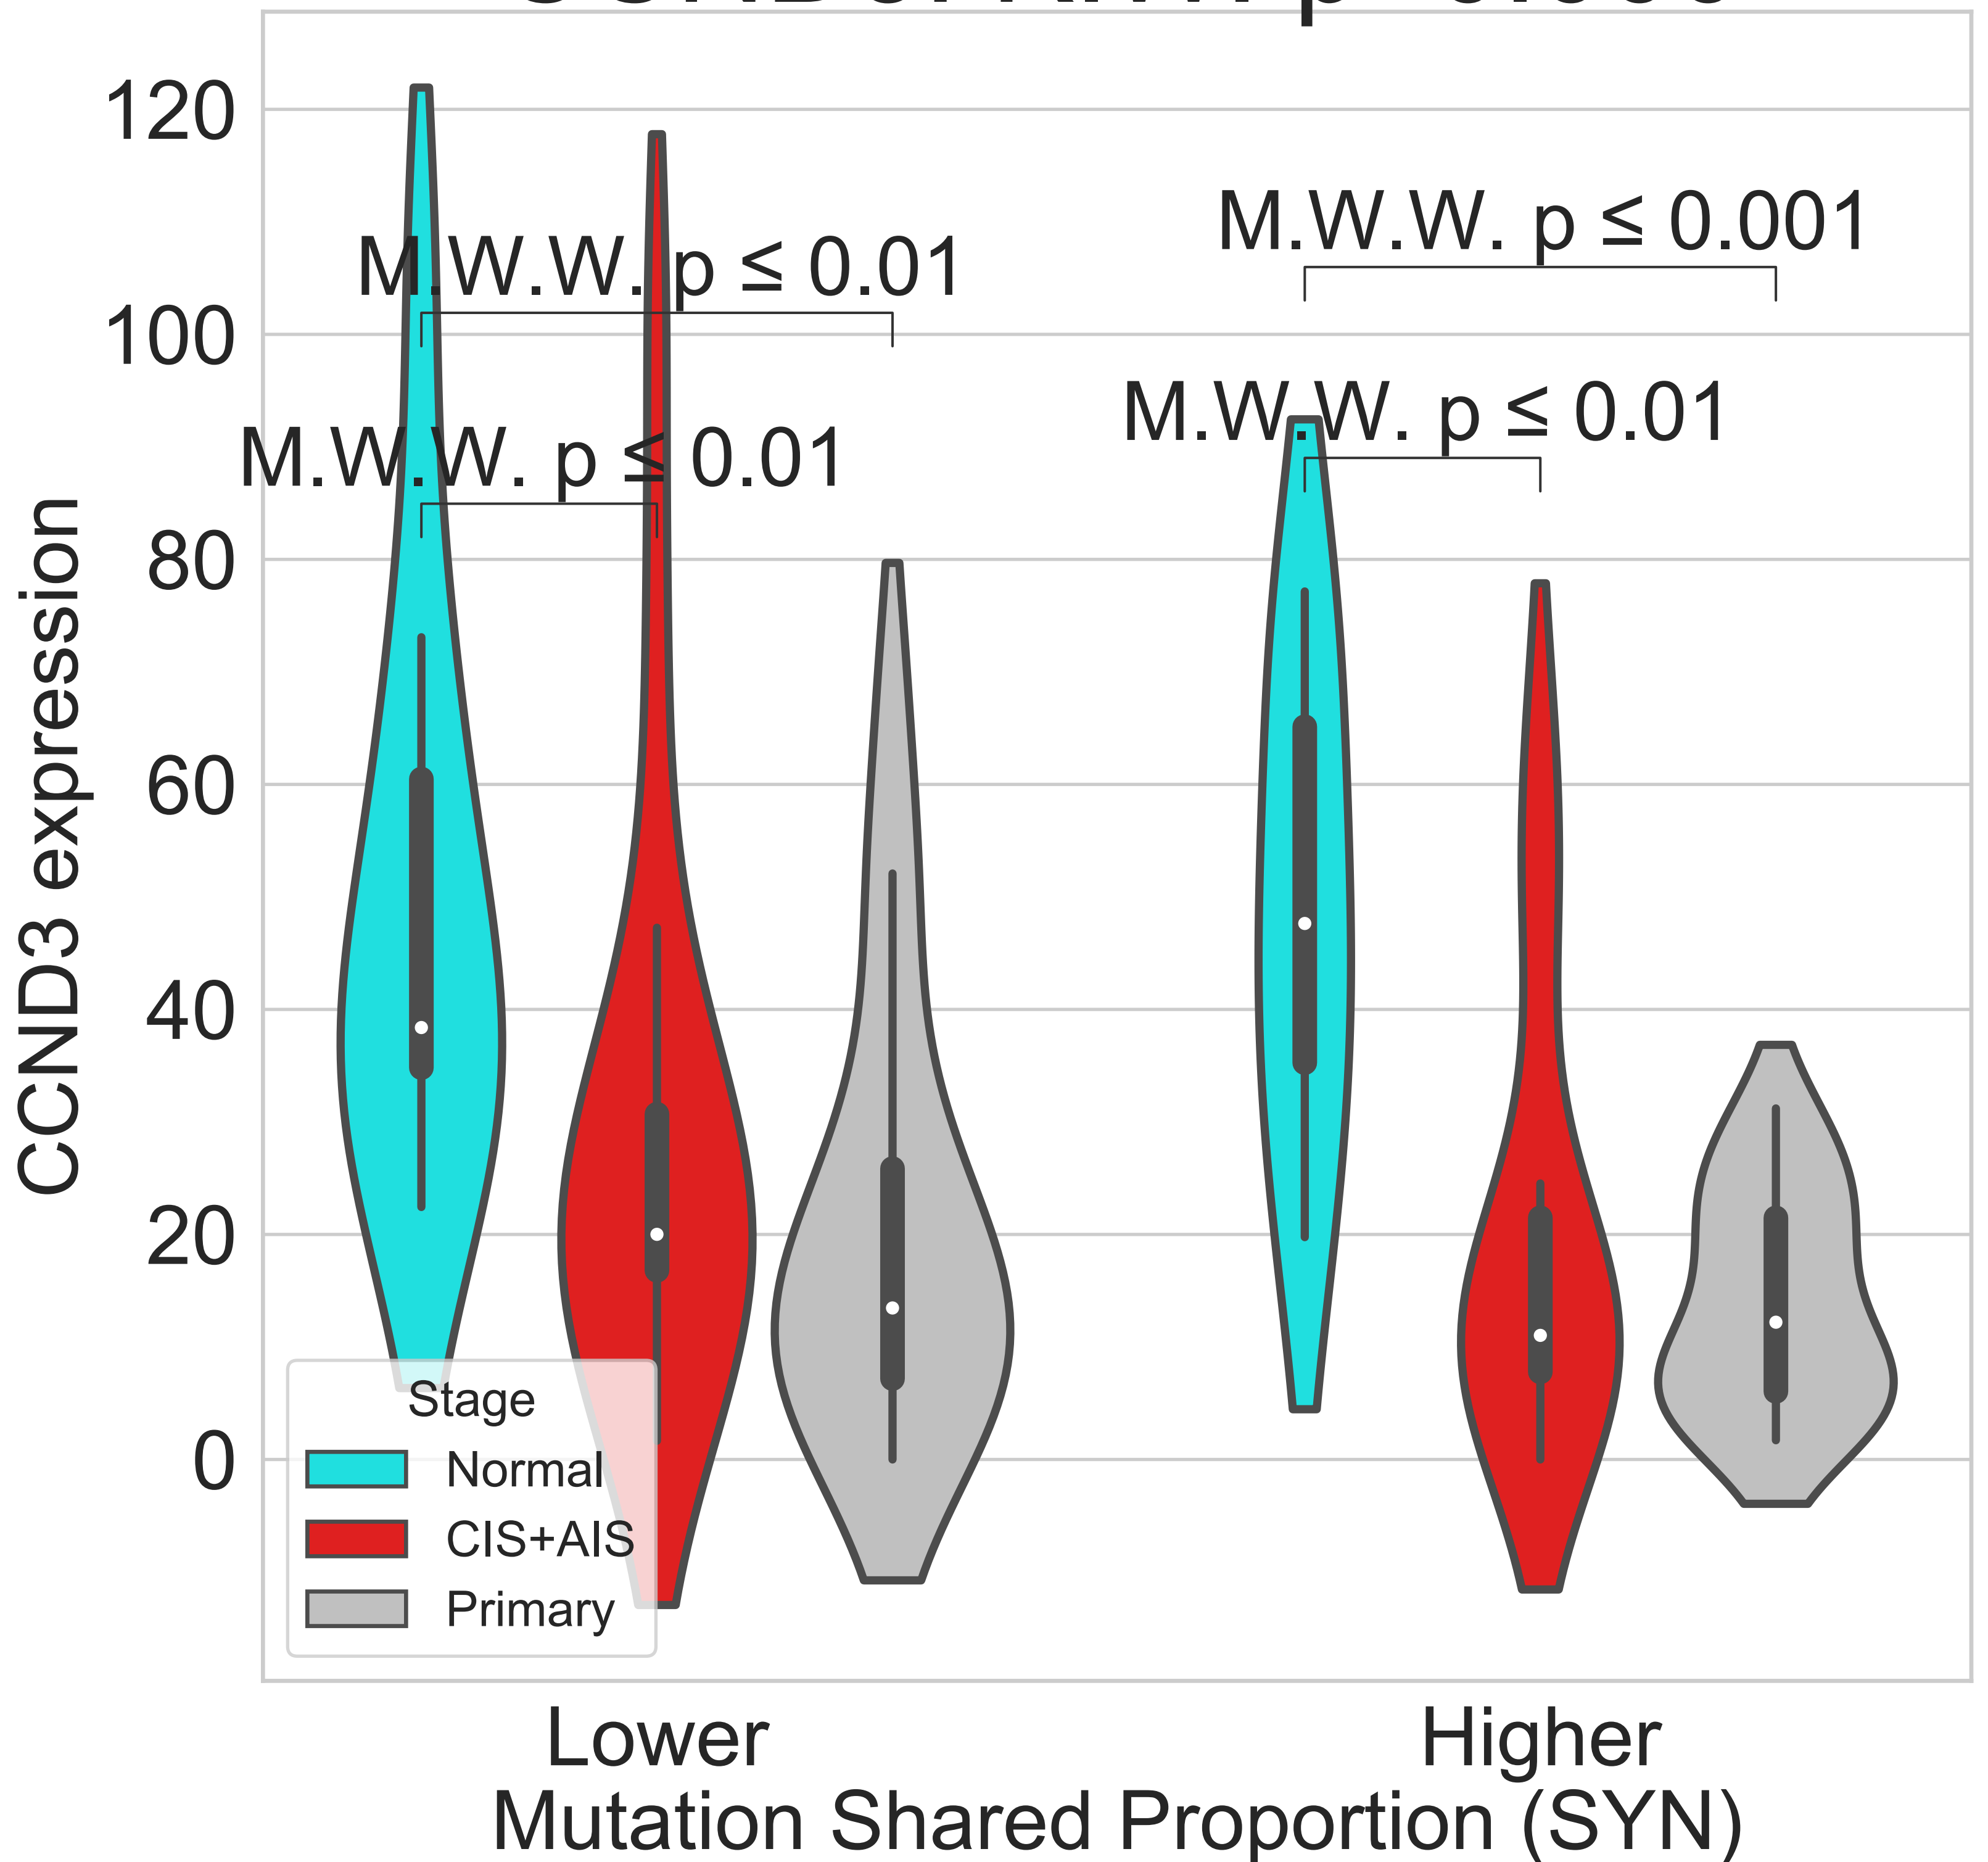 120
100
80
60
40
20
0
CCND3 expression
M.W.W. p ≤ 0.01
M.W.W. p ≤ 0.01
M.W.W. p ≤ 0.001
M.W.W. p ≤ 0.01
Stage
Normal
CIS+AIS
Primary
Lower
Higher
Mutation Shared Proportion (SYN)